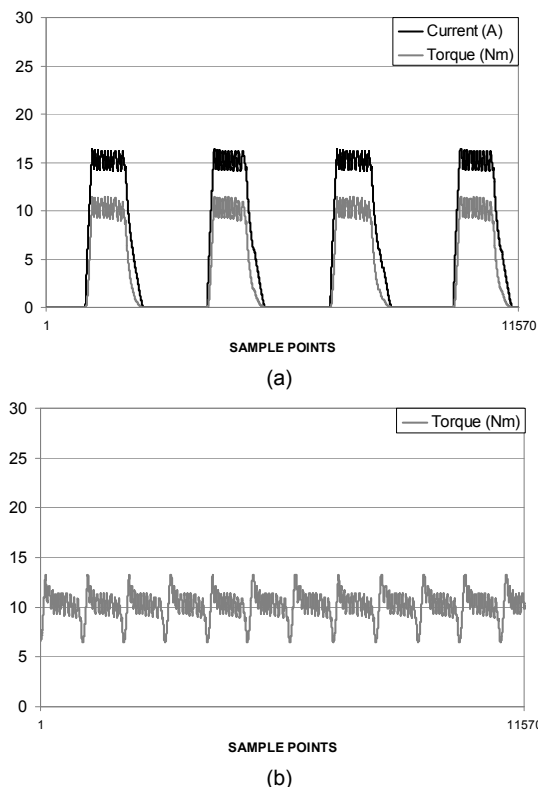 30
Current (A)
Torque (Nm)
25
20
15
10
5
0
1
11570
SAMPLE POINTS
(a)
30
Torque (Nm)
25
20
15
10
5
0
1
11570
SAMPLE POINTS
(b)